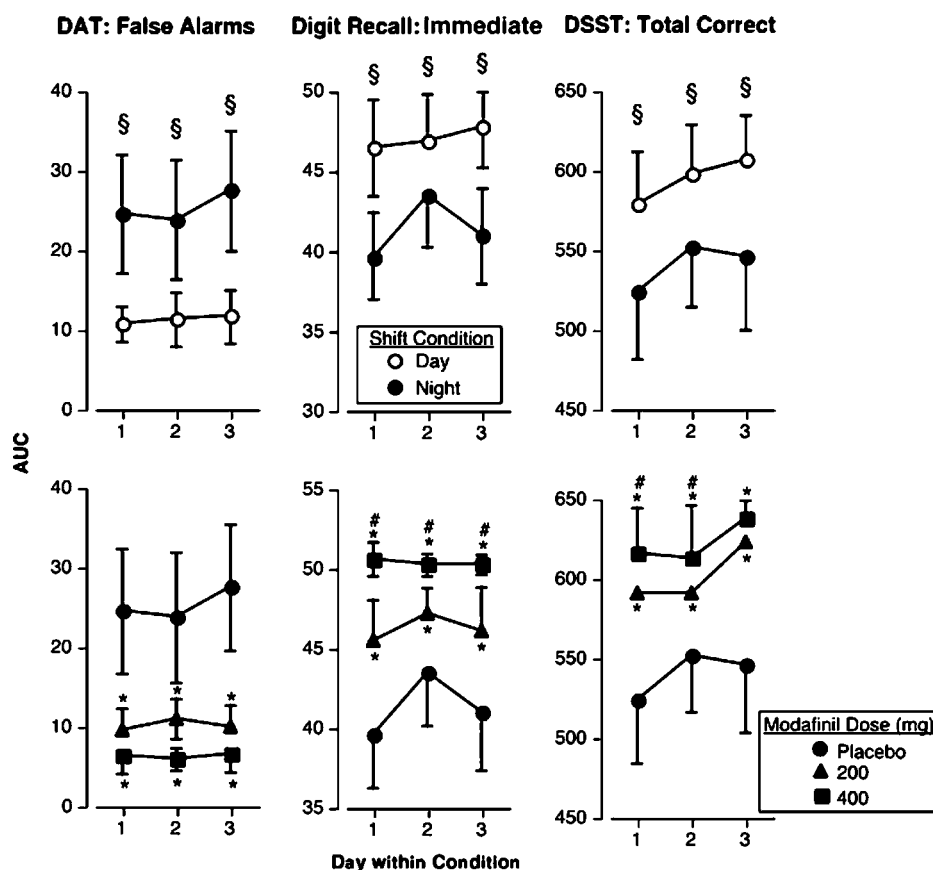 DAT: False Alarms
Digit Recall: Immediate
DSST: Total Correct
40
30
20
10
0
§ § §
1 2 3
50
45
40
35
30
§ § §
Shift Condition
Day
Night
1 2 3
650
600
550
500
450
§ § §
1 2 3
AUC
40
30
20
10
0
* * *
* * *
1 2 3
55
50
45
40
35
# # #
* * *
* * *
1 2 3
650
600
550
500
450
# #
* * *
* * *
Modafinil Dose (mg)
Placebo
200
400
1 2 3
Day within Condition